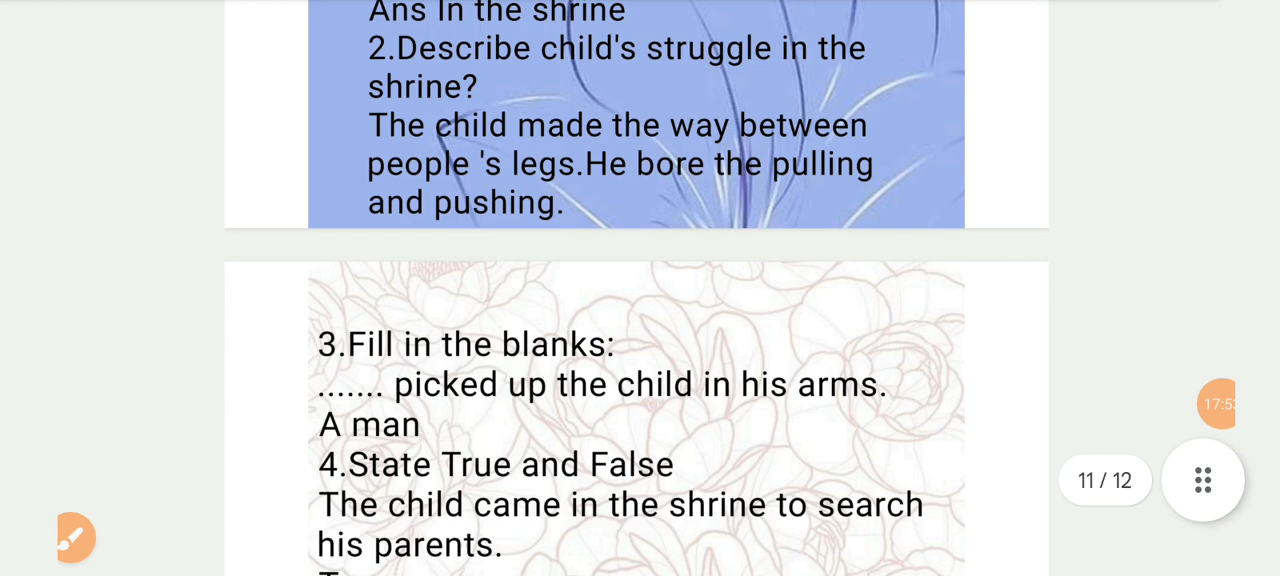 Ans In the shrine
2.Describe child's struggle in the
shrine?
The child made the way between
people 's legs.He bore the pulling
and pushing.
3.Fill in the blanks:
....... picked up the child in his arms.
A man
4.State True and False
The child came in the shrine to search
his parents.
11 / 12